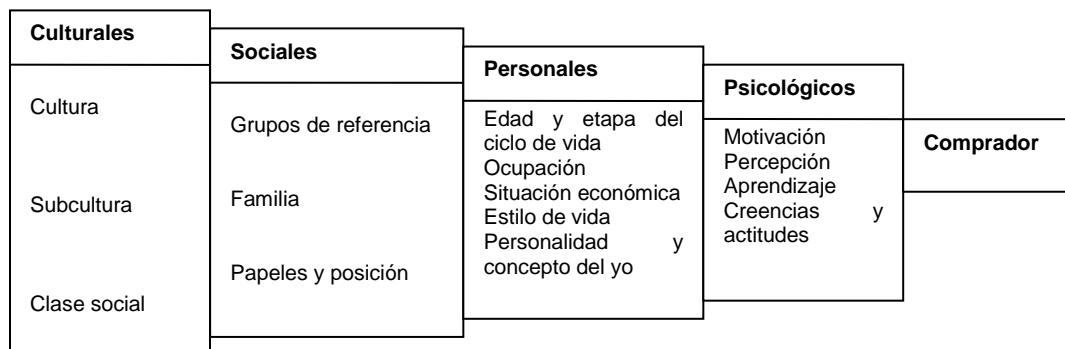 Culturales
Cultura
Subcultura
Clase social
Sociales
Grupos de referencia
Familia
Papeles y posición
Personales
Edad y etapa del
ciclo de vida
Ocupación
Situación económica
Estilo de vida
Personalidad y
concepto del yo
Psicológicos
Motivación
Percepción
Aprendizaje
Creencias y
actitudes
Comprador